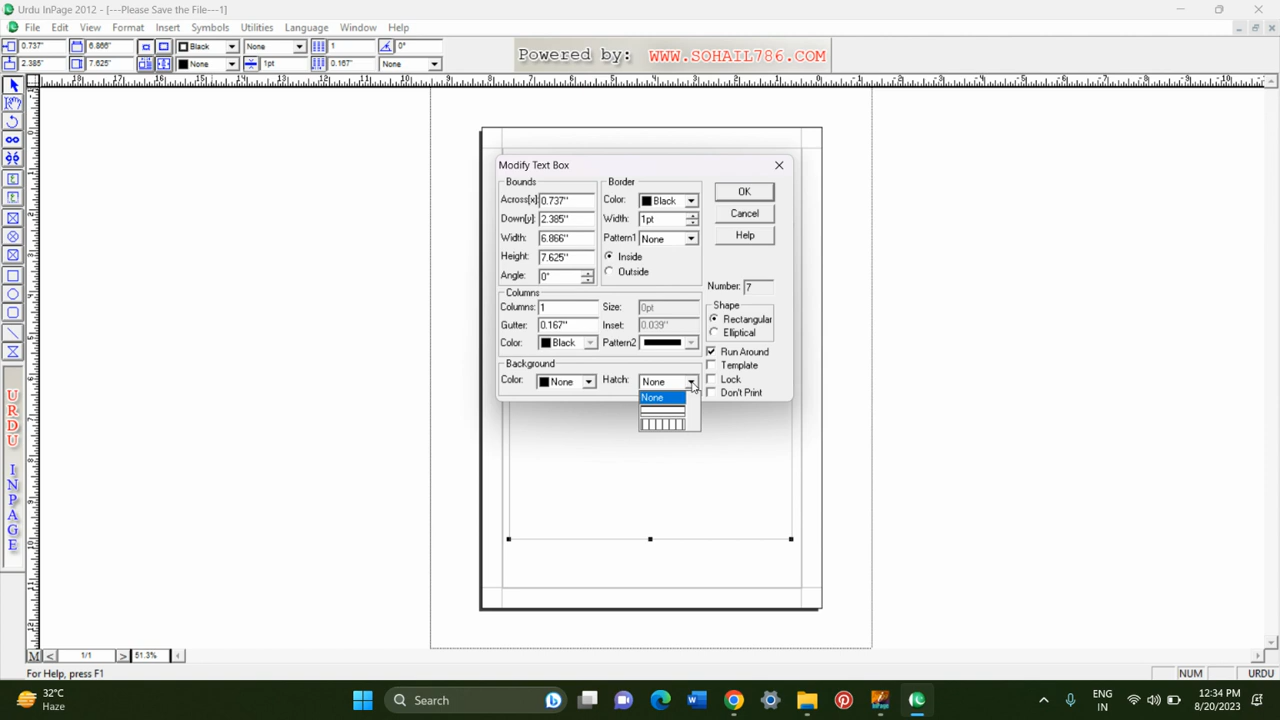 Urdu InPage 2012 - [---Please Save the File---1]
File Edit View Format Insert Symbols Utilities Language Window Help
0.737" 6.866" Black None 1 0°
2.385" 7.625" None 1pt 0.167" None
Powered by: WWW.SOHAIL786.COM
Modify Text Box
Bounds Border
Across[x]: 0.737" Color: Black OK
Down[y]: 2.385" Width: 1pt Cancel
Width: 6.866" Pattern1 None Help
Height: 7.625" Inside
Angle: 0° Outside
Number: 7
Columns
Columns: 1 Size: 0pt Shape
Gutter: 0.167" Inset: 0.039" Rectangular
Color: Black Pattern2 Elliptical
Run Around
Background Template
Color: None Hatch: None Lock
None Don't Print
URDU INPAGE
M < 1/1 > 51.3%
For Help, press F1 NUM URDU
32°C
Haze
Search
ENG
IN
12:34 PM
8/20/2023